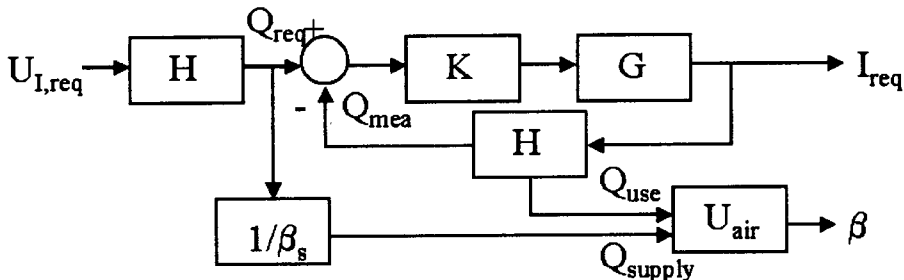 Q_req +
U_I,req
H
K
G
I_req
-
Q_mea
H
Q_use
1/β_s
U_air
β
Q_supply